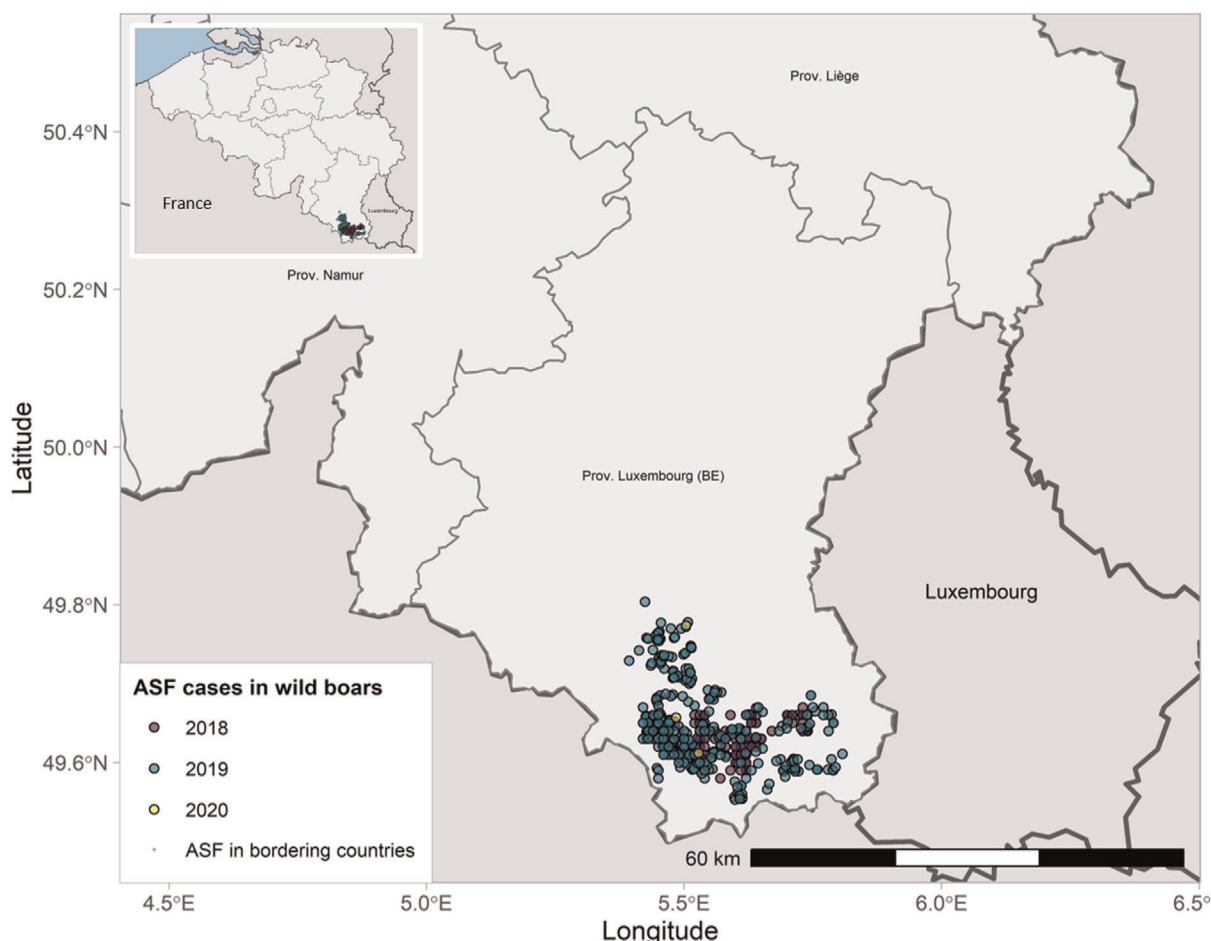 Prov. Liège
50.4°N
France
Luxembourg
50.2°N
Prov. Namur
Latitude
50.0°N
Prov. Luxembourg (BE)
49.8°N
Luxembourg
ASF cases in wild boars
2018
2019
2020
ASF in bordering countries
49.6°N
60 km
4.5°E
5.0°E
5.5°E
6.0°E
6.5°
Longitude